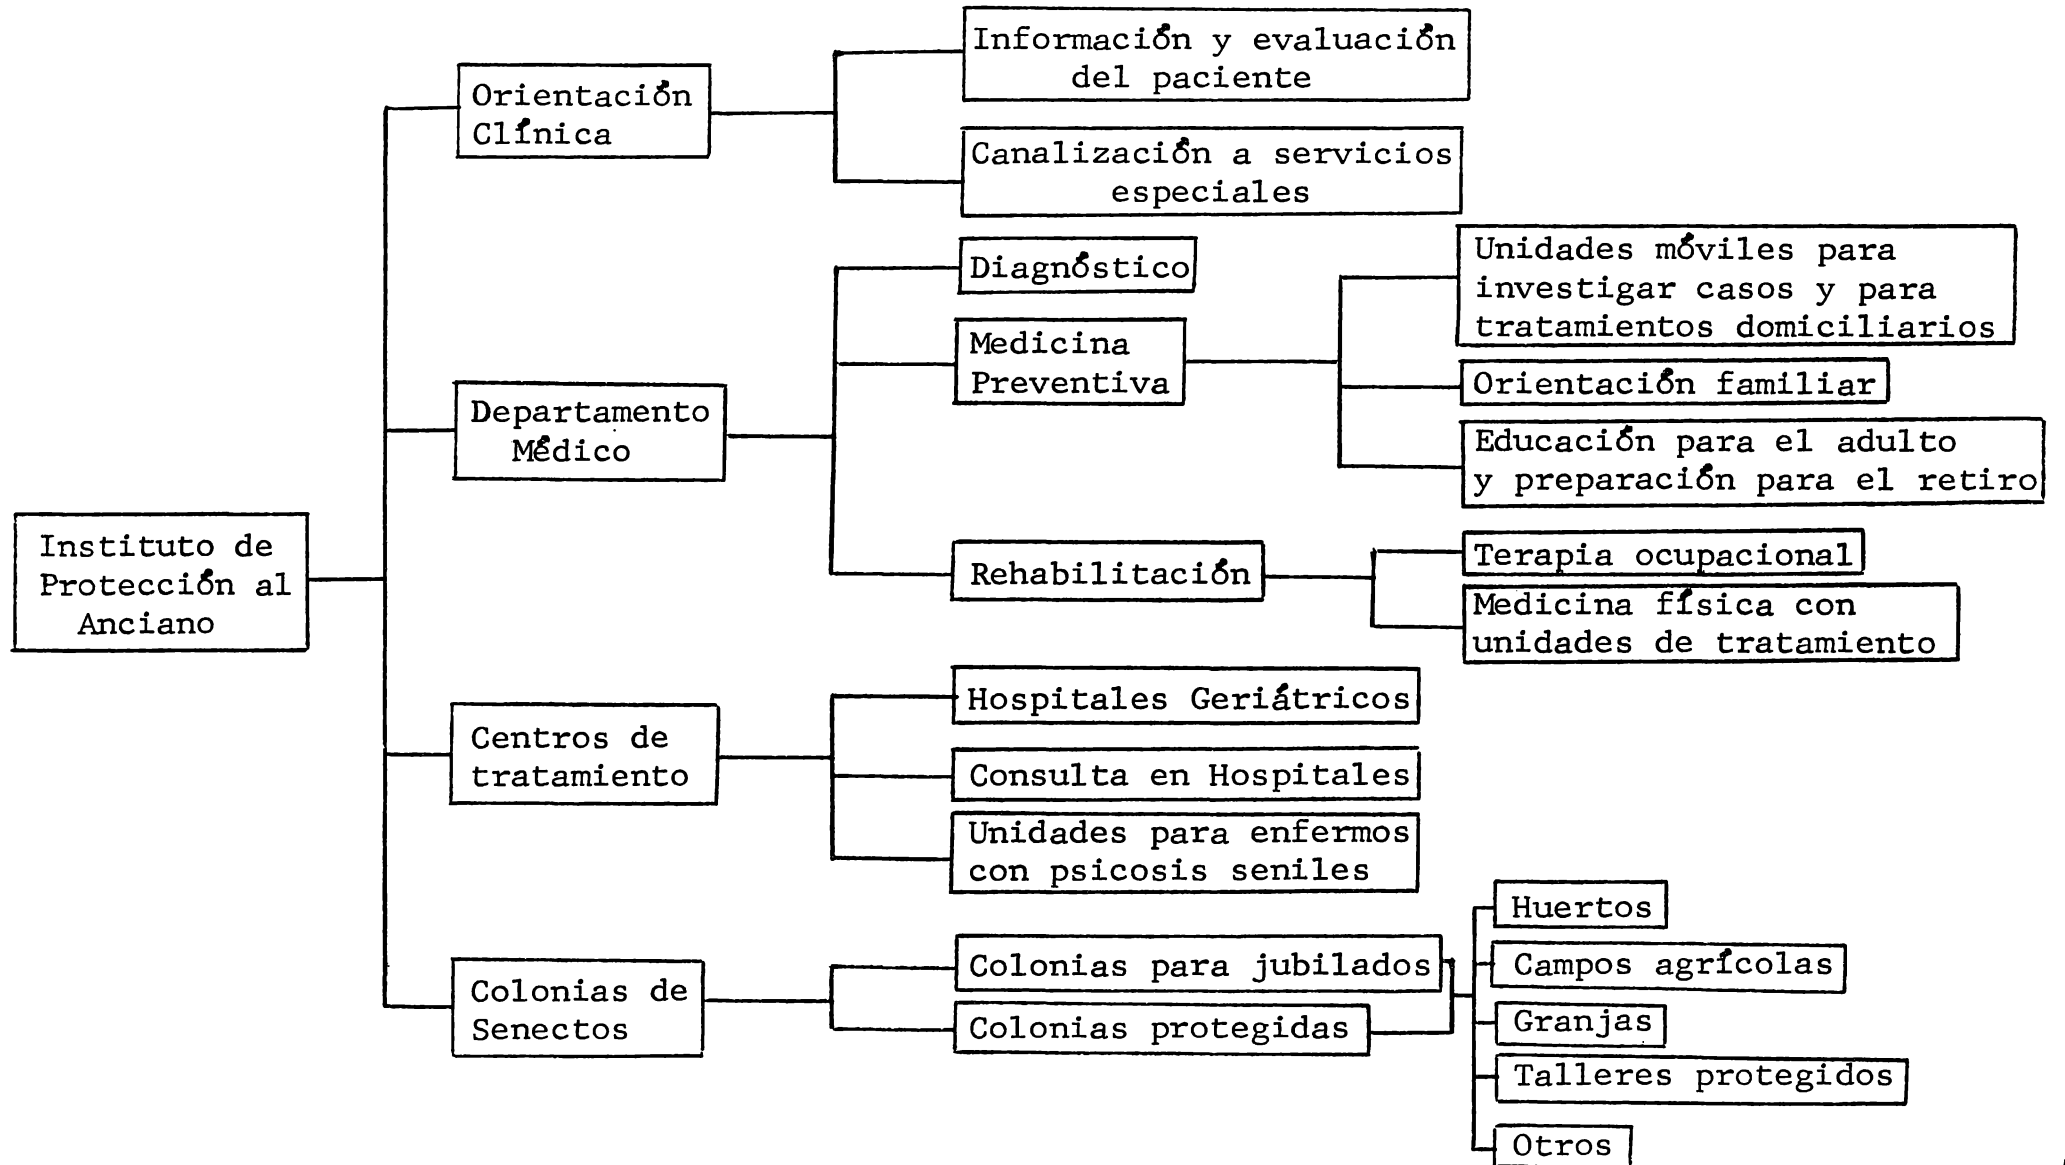 Información y evaluación
del paciente
Orientación
Clínica
Canalización a servicios
especiales
Diagnóstico
Unidades móviles para
investigar casos y para
tratamientos domiciliarios
Medicina
Preventiva
Orientación familiar
Departamento
Médico
Educación para el adulto
y preparación para el retiro
Instituto de
Protección al
Anciano
Rehabilitación
Terapia ocupacional
Medicina física con
unidades de tratamiento
Hospitales Geriátricos
Centros de
tratamiento
Consulta en Hospitales
Unidades para enfermos
con psicosis seniles
Huertos
Colonias para jubilados
Campos agrícolas
Colonias de
Senectos
Colonias protegidas
Granjas
Talleres protegidos
Otros